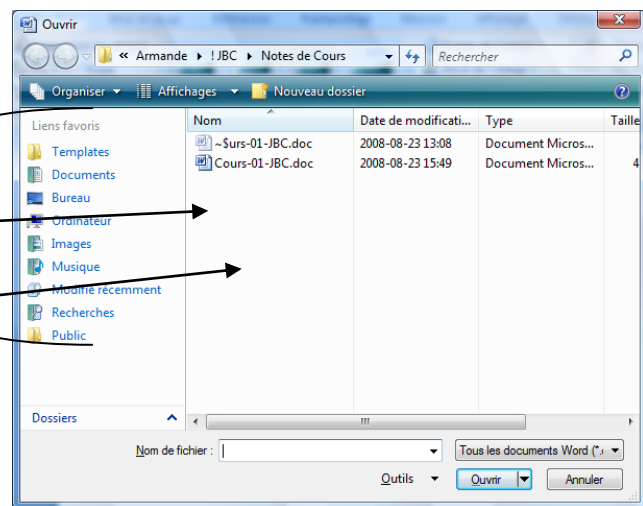 Ouvrir
« Armande ▸ !JBC ▸ Notes de Cours
Rechercher
Organiser Affichages Nouveau dossier
Liens favoris
Templates
Documents
Bureau
Ordinateur
Images
Musique
Modifié récemment
Recherches
Public
Dossiers
Nom Date de modificati... Type Taille
~$urs-01-JBC.doc 2008-08-23 13:08 Document Micros...
Cours-01-JBC.doc 2008-08-23 15:49 Document Micros... 4
Nom de fichier :
Tous les documents Word (*.
Outils Ouvrir Annuler